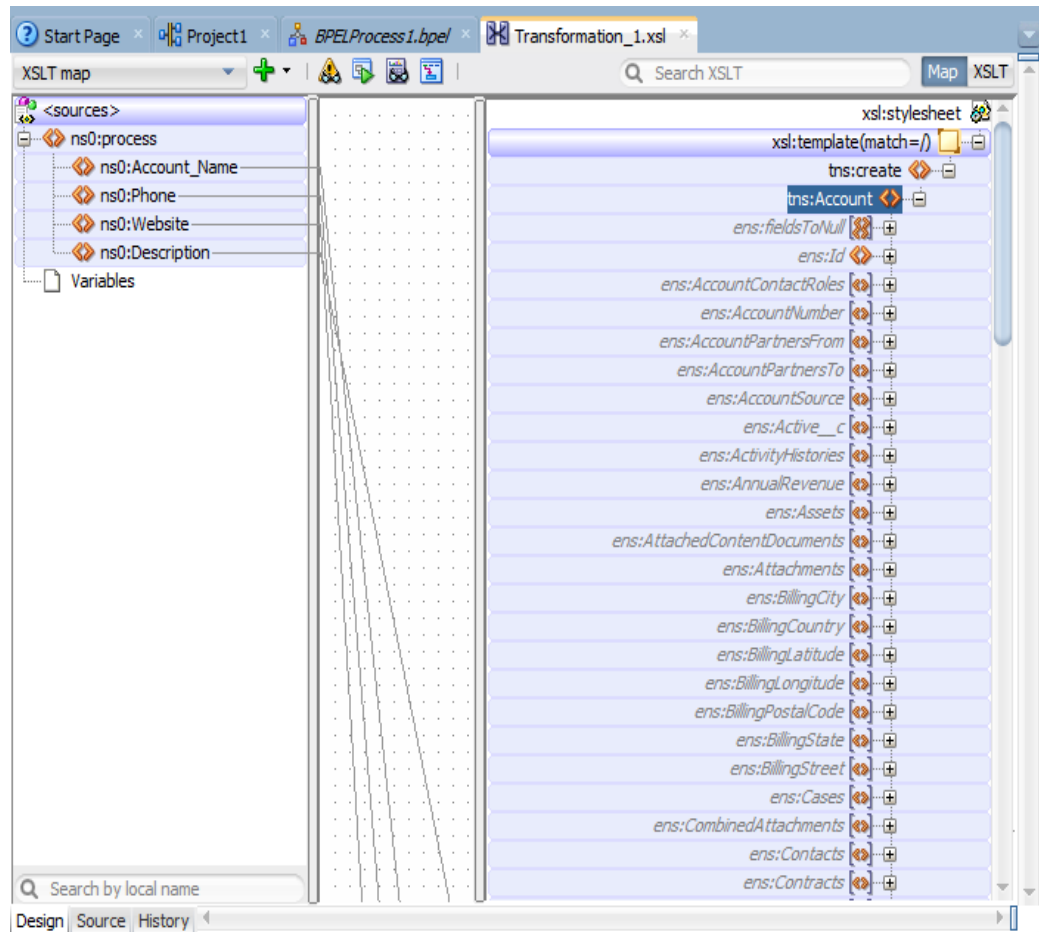 Start Page
Project1
BPELProcess1.bpel
Transformation_1.xsl
XSLT map
Search XSLT
Map
XSLT
<sources>
ns0:process
ns0:Account_Name
ns0:Phone
ns0:Website
ns0:Description
Variables
xsl:stylesheet
xsl:template(match=/)
tns:create
tns:Account
ens:fieldsToNull
ens:Id
ens:AccountContactRoles
ens:AccountNumber
ens:AccountPartnersFrom
ens:AccountPartnersTo
ens:AccountSource
ens:Active__c
ens:ActivityHistories
ens:AnnualRevenue
ens:Assets
ens:AttachedContentDocuments
ens:Attachments
ens:BillingCity
ens:BillingCountry
ens:BillingLatitude
ens:BillingLongitude
ens:BillingPostalCode
ens:BillingState
ens:BillingStreet
ens:Cases
ens:CombinedAttachments
ens:Contacts
ens:Contracts
Search by local name
Design Source History